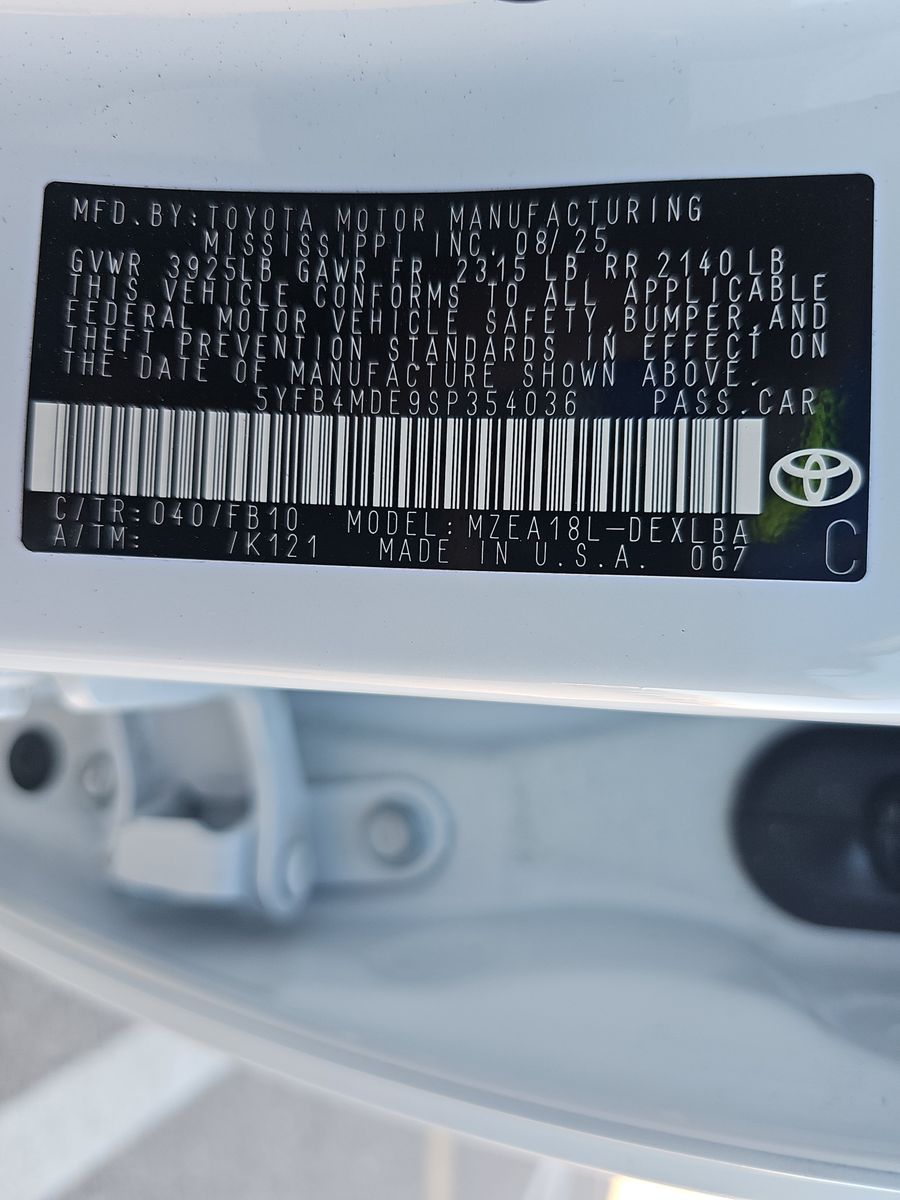 MFD.BY:TOYOTA MOTOR MANUFACTURING
MISSISSIPPI INC. 08/25
GVWR 3925LB GAWR FR 2315 LB RR 2140LB
THIS VEHICLE CONFORMS TO ALL APPLICABLE
FEDERAL MOTOR VEHICLE SAFETY,BUMPER,AND
THEFT PREVENTION STANDARDS IN EFFECT ON
THE DATE OF MANUFACTURE SHOWN ABOVE.
5YFB4MDE9SP354036 PASS.CAR
C/TR:040/FB10 MODEL:MZEA18L-DEXLBA
A/TM: /K121 MADE IN U.S.A. 067 C